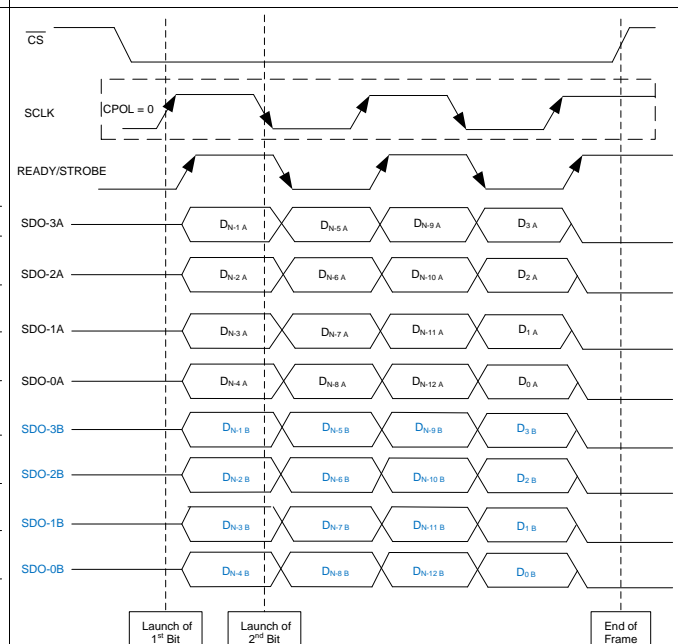 CS
SCLK
CPOL = 0
READY/STROBE
SDO-3A DN-1 A DN-5 A DN-9 A D3 A
SDO-2A DN-2 A DN-6 A DN-10 A D2 A
SDO-1A DN-3 A DN-7 A DN-11 A D1 A
SDO-0A DN-4 A DN-8 A DN-12 A D0 A
SDO-3B DN-1 B DN-5 B DN-9 B D3 B
SDO-2B DN-2 B DN-6 B DN-10 B D2 B
SDO-1B DN-3 B DN-7 B DN-11 B D1 B
SDO-0B DN-4 B DN-8 B DN-12 B D0 B
Launch of
1st Bit
Launch of
2nd Bit
End of
Frame